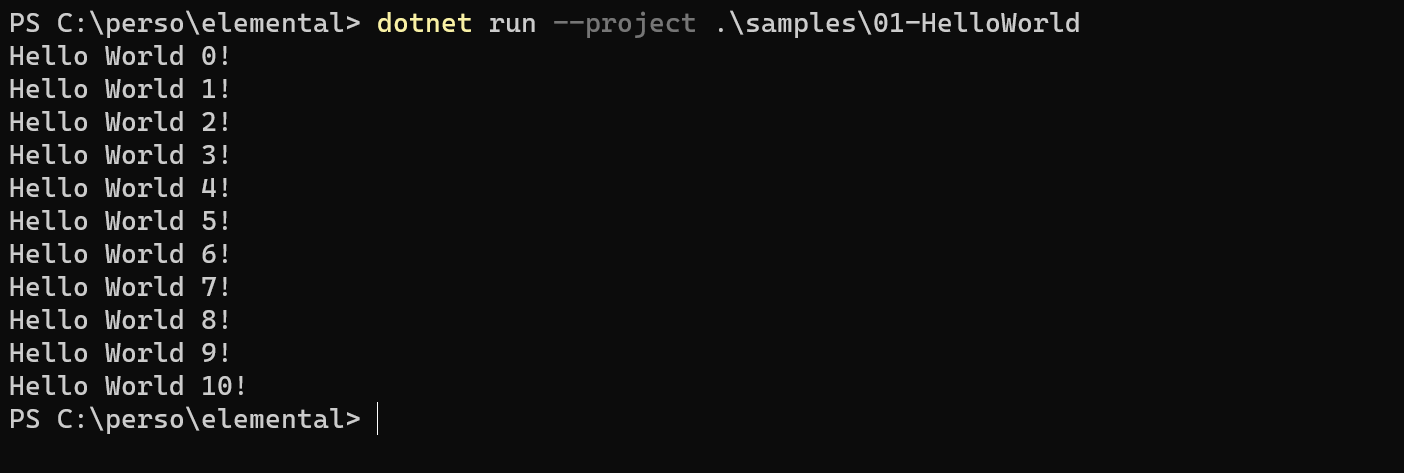 PS C:\perso\elemental> dotnet run --project .\samples\01-HelloWorld
Hello World 0!
Hello World 1!
Hello World 2!
Hello World 3!
Hello World 4!
Hello World 5!
Hello World 6!
Hello World 7!
Hello World 8!
Hello World 9!
Hello World 10!
PS C:\perso\elemental>